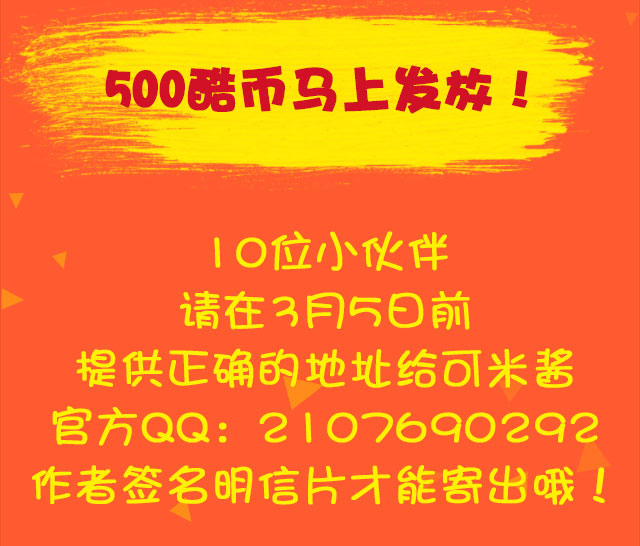 500酷币马上发放！
10位小伙伴
请在3月5日前
提供正确的地址给可米酱
官方QQ：2107690292
作者签名明信片才能寄出哦！